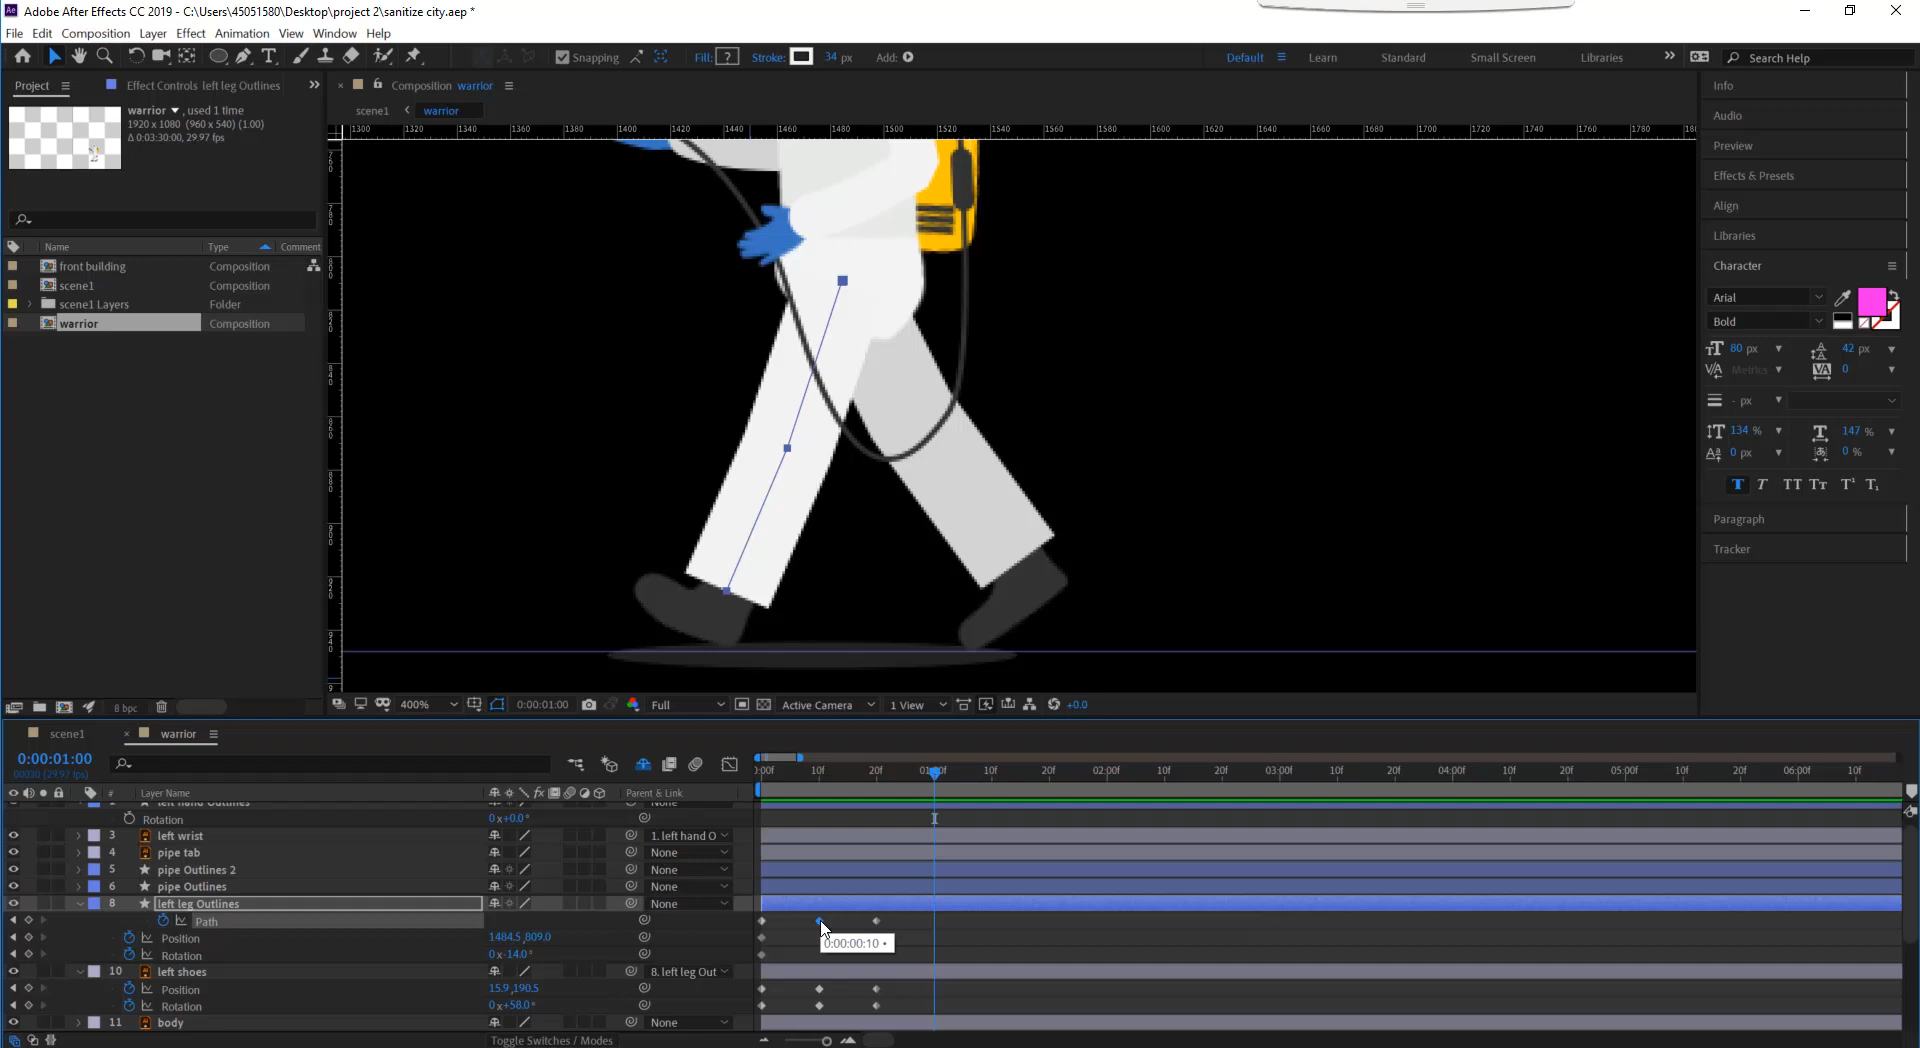 Adobe After Effects CC 2019 - C:\Users\45051580\Desktop\project 2\sanitize city.aep *
File Edit Composition Layer Effect Animation View Window Help
Snapping Fill: ? Stroke: 34 px Add: Default Learn Standard Small Screen Libraries Search Help
Project Effect Controls left leg Outlines
Composition warrior
warrior , used 1 time
1920 x 1080 (960 x 540) (1.00)
Δ 0:03:30:00, 29.97 fps)
scene1 warrior
1300 1320 1340 1360 1380 1400 1420 1440 1460 1480 1500 1520 1540 1560 1580 1600 1620 1640 1660 1680 1700 1720 1740 1760 1780
Name Type Comment
front building Composition
scene1 Composition
scene1 Layers Folder
warrior Composition
Info
Audio
Preview
Effects & Presets
Align
Libraries
Character
Arial
Bold
80 px 42 px
Metrics 0
- px
134 % 147 %
0 px 0 %
T T TT Tт T¹ T₁
Paragraph
Tracker
8 bpc
400% 0:00:01:00 Full Active Camera 1 View +0.0
scene1 warrior
0:00:01:00
00030 (29.97 fps)
:00f 10f 20f 01:00f 10f 20f 02:00f 10f 20f 03:00f 10f 20f 04:00f 10f 20f 05:00f 10f 20f 06:00f 10f
# Layer Name fx Parent & Link
left hand Outlines None
Rotation 0 x+0.0°
3 left wrist 1. left hand O
4 pipe tab None
5 pipe Outlines 2 None
6 pipe Outlines None
8 left leg Outlines None
Path
Position 1484.5,809.0
0:00:00:10 •
Rotation 0 x-14.0°
10 left shoes 8. left leg Out
Position 15.9,190.5
Rotation 0 x+58.0°
11 body None
Toggle Switches / Modes